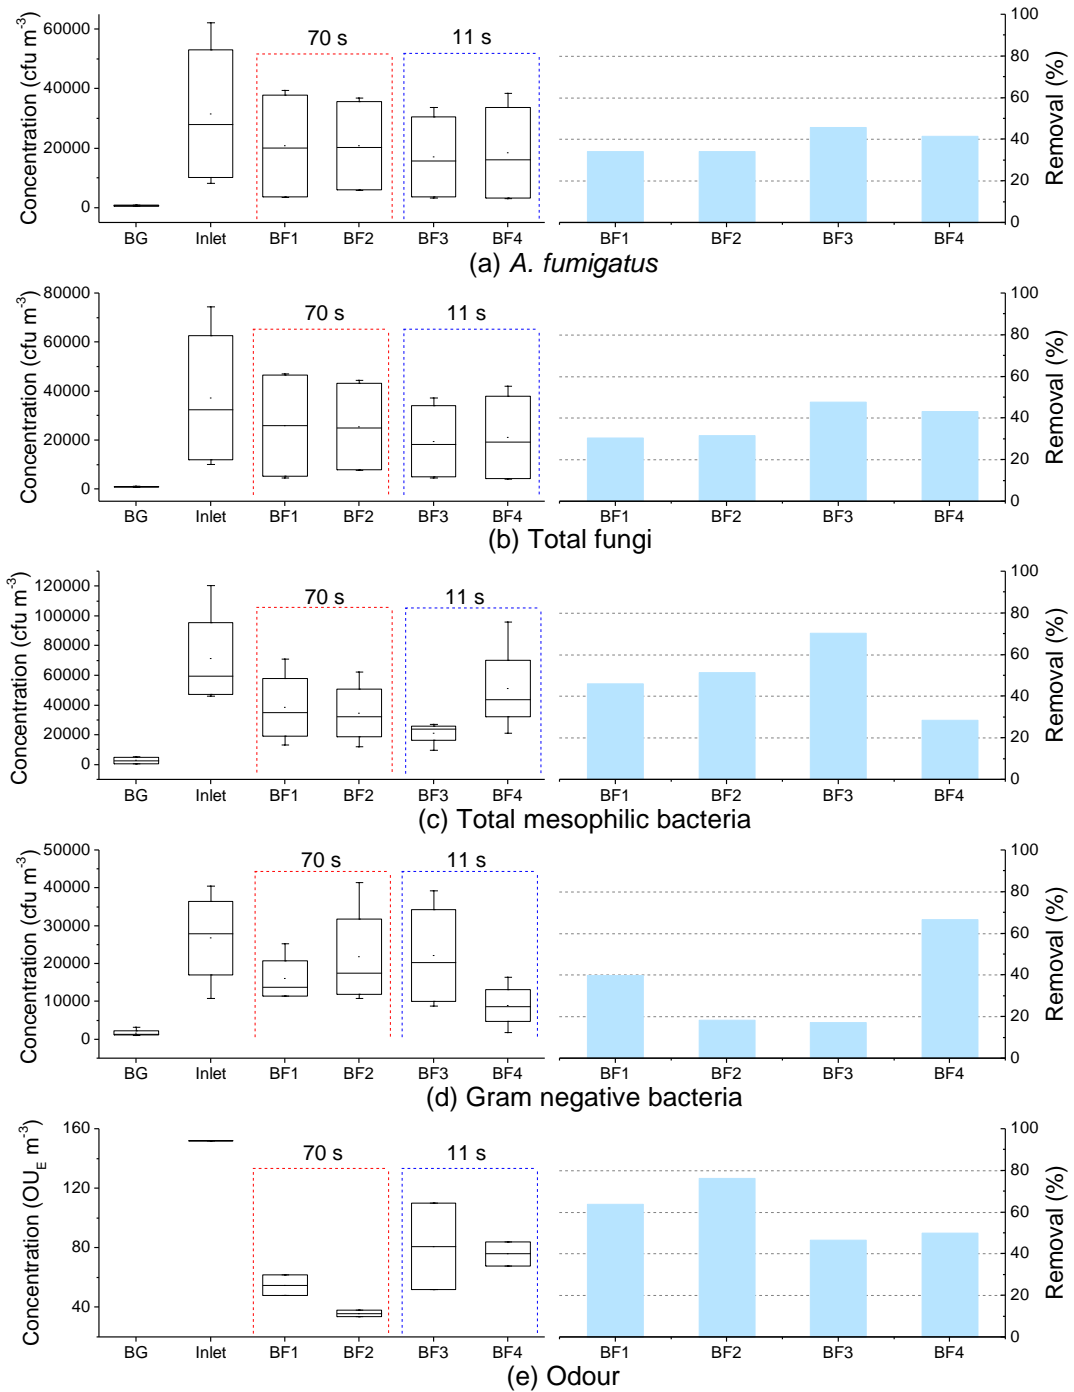 Concentration (cfu m-3)
60000
40000
20000
0
70 s
11 s
BG Inlet BF1 BF2 BF3 BF4
BF1 BF2 BF3 BF4
100
80
60
40
20
0
Removal (%)
(a) A. fumigatus
Concentration (cfu m-3)
80000
60000
40000
20000
0
70 s
11 s
BG Inlet BF1 BF2 BF3 BF4
BF1 BF2 BF3 BF4
100
80
60
40
20
0
Removal (%)
(b) Total fungi
Concentration (cfu m-3)
120000
100000
80000
60000
40000
20000
0
70 s
11 s
BG Inlet BF1 BF2 BF3 BF4
BF1 BF2 BF3 BF4
100
80
60
40
20
0
Removal (%)
(c) Total mesophilic bacteria
Concentration (cfu m-3)
50000
40000
30000
20000
10000
0
70 s
11 s
BG Inlet BF1 BF2 BF3 BF4
BF1 BF2 BF3 BF4
100
80
60
40
20
0
Removal (%)
(d) Gram negative bacteria
Concentration (OUE m-3)
160
120
80
40
70 s
11 s
BG Inlet BF1 BF2 BF3 BF4
BF1 BF2 BF3 BF4
100
80
60
40
20
0
Removal (%)
(e) Odour